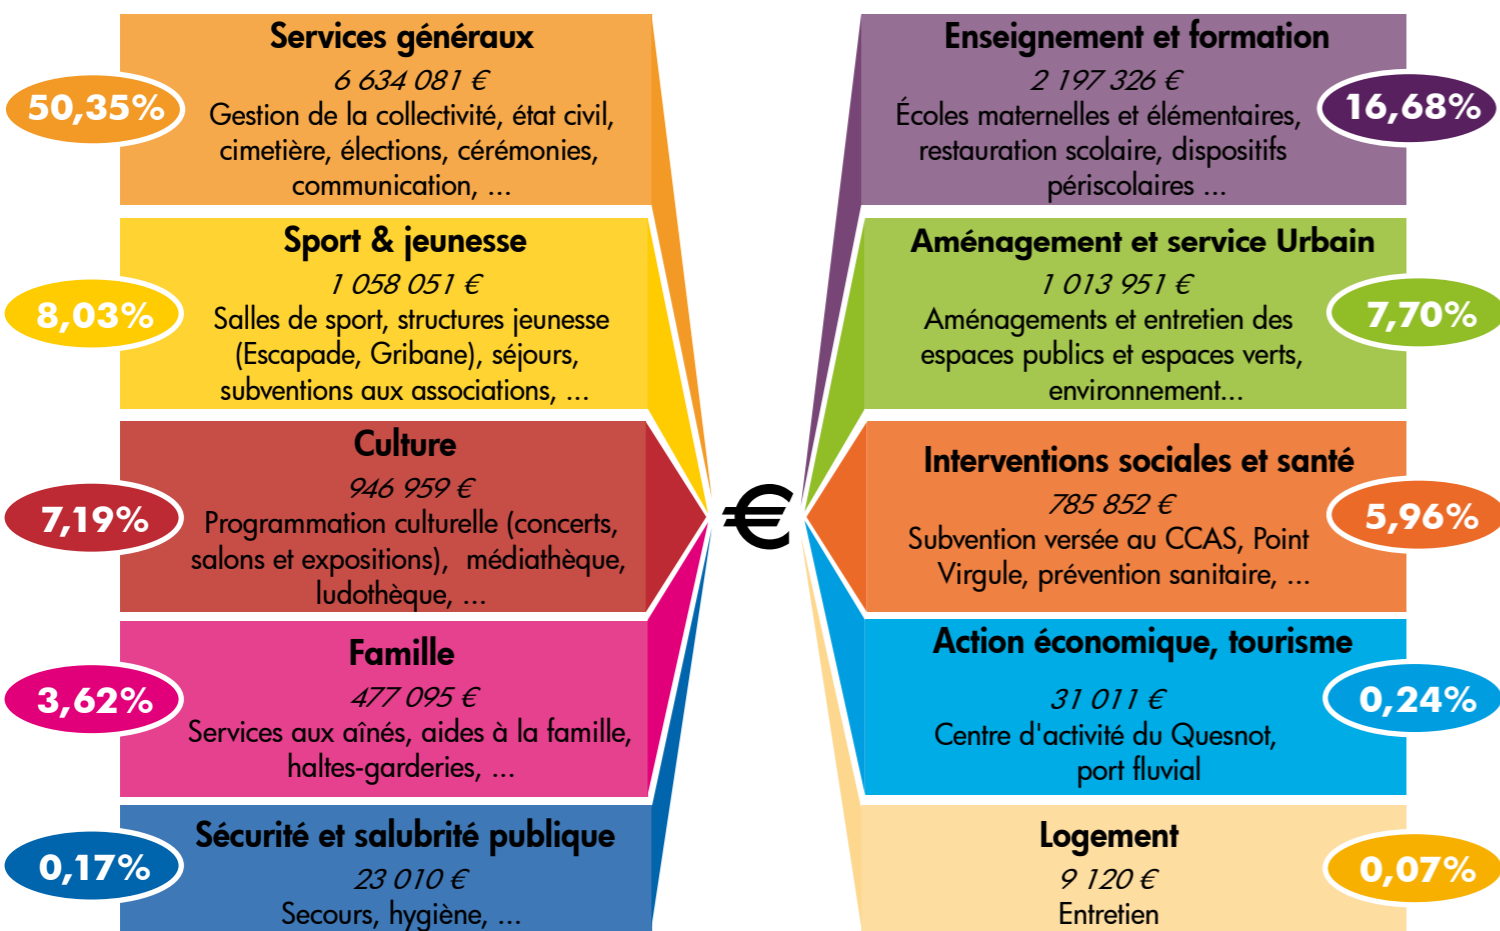 Services généraux
6 634 081 €
Gestion de la collectivité, état civil,
cimetière, élections, cérémonies,
communication, ...
50,35%
Sport & jeunesse
1 058 051 €
Salles de sport, structures jeunesse
(Escapade, Gribane), séjours,
subventions aux associations, ...
8,03%
Culture
946 959 €
Programmation culturelle (concerts,
salons et expositions), médiathèque,
ludothèque, ...
7,19%
Famille
477 095 €
Services aux aînés, aides à la famille,
haltes-garderies, ...
3,62%
Sécurité et salubrité publique
23 010 €
Secours, hygiène, ...
0,17%
€
Enseignement et formation
2 197 326 €
Écoles maternelles et élémentaires,
restauration scolaire, dispositifs
périscolaires ...
16,68%
Aménagement et service Urbain
1 013 951 €
Aménagements et entretien des
espaces publics et espaces verts,
environnement...
7,70%
Interventions sociales et santé
785 852 €
Subvention versée au CCAS, Point
Virgule, prévention sanitaire, ...
5,96%
Action économique, tourisme
31 011 €
Centre d'activité du Quesnot,
port fluvial
0,24%
Logement
9 120 €
Entretien
0,07%